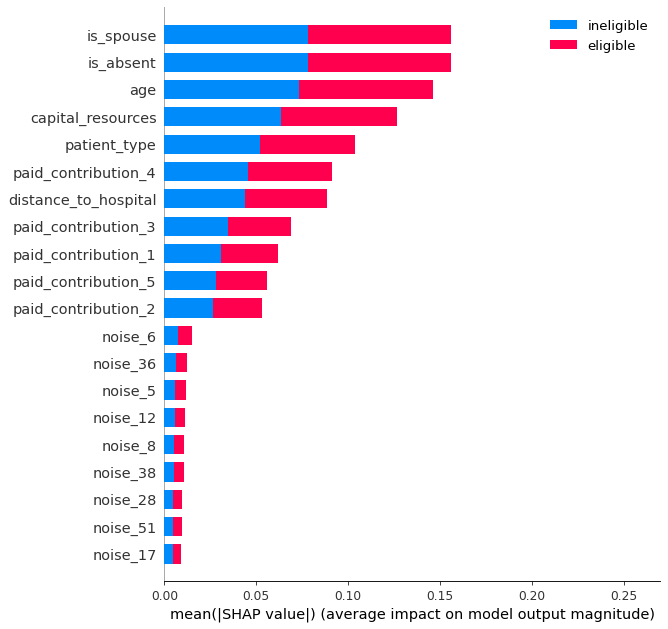 ineligible
eligible
is_spouse
is_absent
age
capital_resources
patient_type
paid_contribution_4
distance_to_hospital
paid_contribution_3
paid_contribution_1
paid_contribution_5
paid_contribution_2
noise_6
noise_36
noise_5
noise_12
noise_8
noise_38
noise_28
noise_51
noise_17
0.00 0.05 0.10 0.15 0.20 0.25
mean(|SHAP value|) (average impact on model output magnitude)